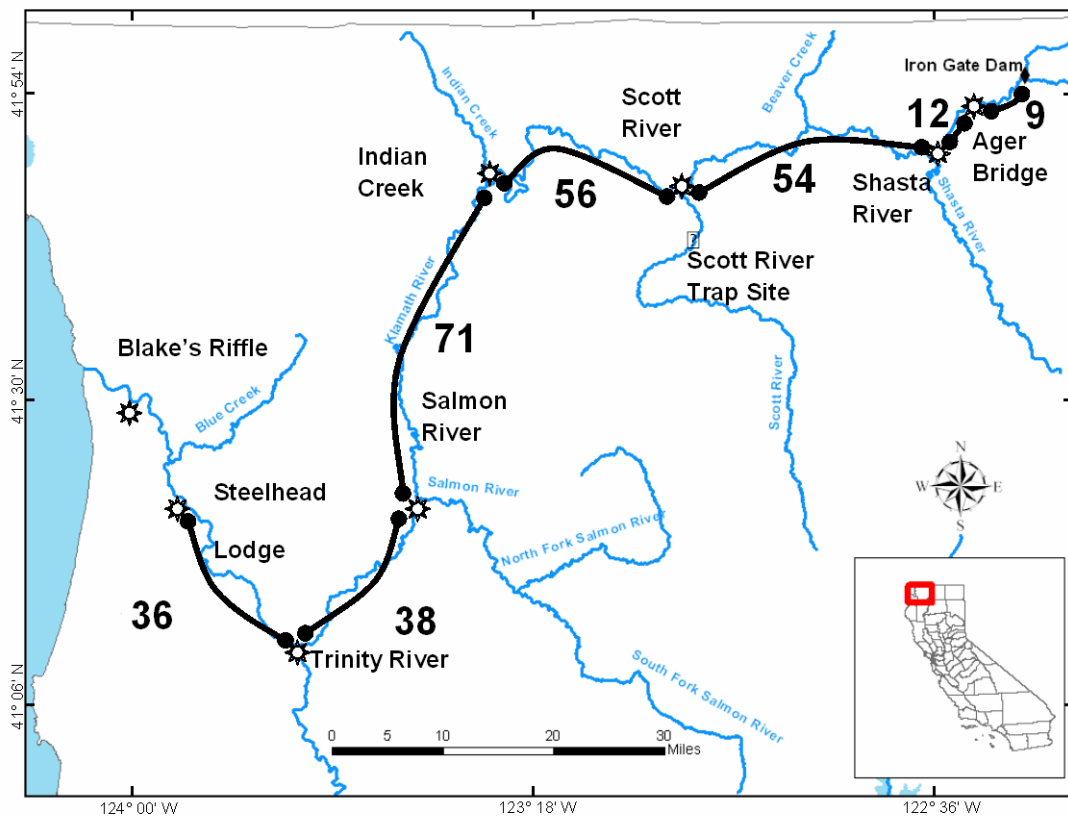 Iron Gate Dam
41° 54' N
Beaver Creek
Indian Creek
Scott
River
12
9
Ager
Bridge
Indian
Creek
56
54
Shasta
River
Shasta River
?
Scott River
Trap Site
Klamath River
71
Blake's Riffle
41° 30' N
Blue Creek
Salmon
River
Scott River
Steelhead
Lodge
Salmon River
N
W
E
S
North Fork Salmon River
36
38
Trinity River
South Fork Salmon River
41° 06' N
0 5 10 20 30
Miles
124° 00' W
123° 18' W
122° 36' W